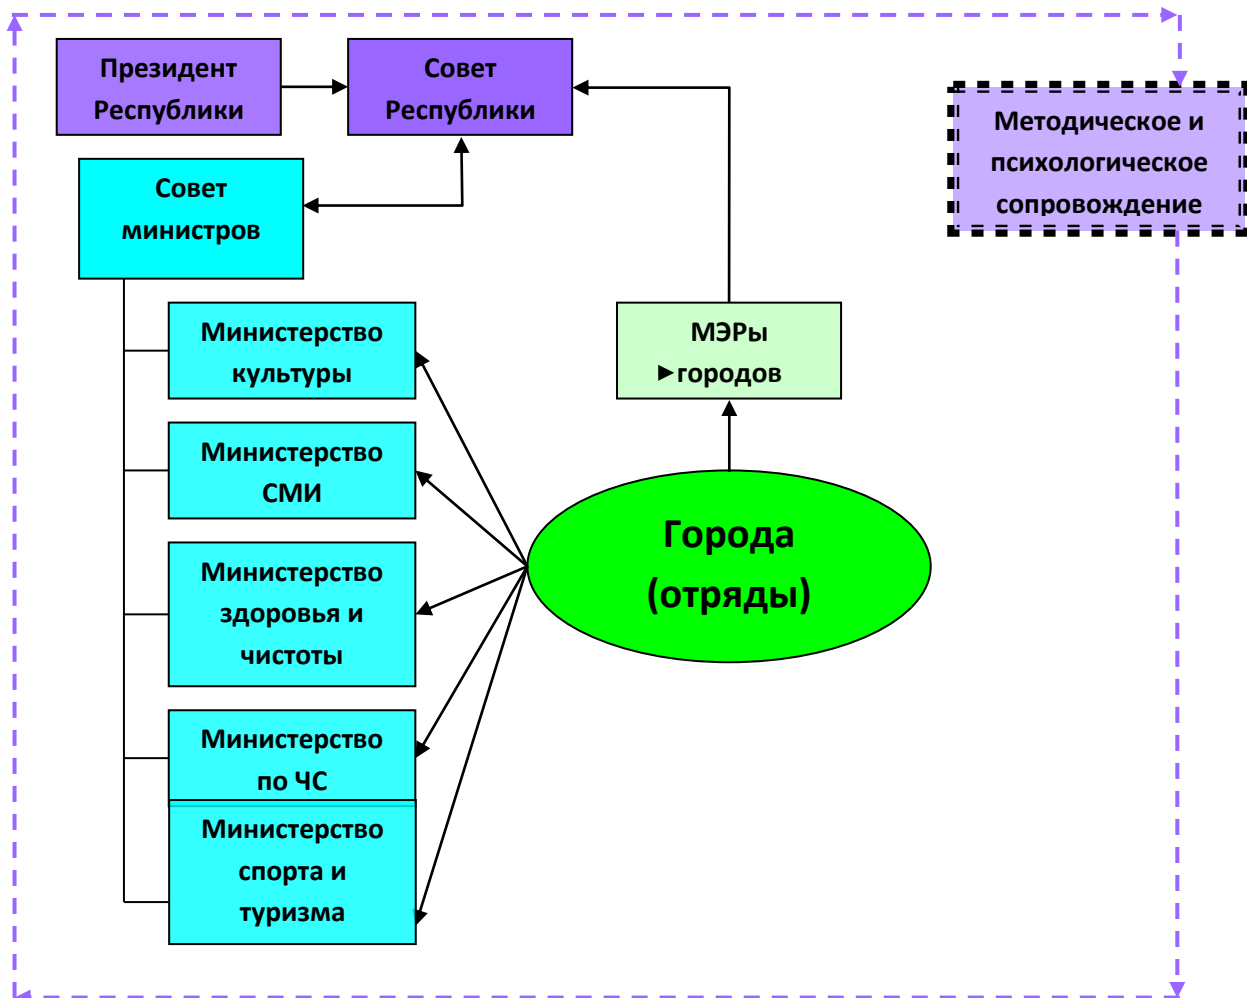 Президент
Республики
Совет
Республики
Методическое и
психологическое
сопровождение
Совет
министров
Министерство
культуры
МЭРы
►городов
Министерство
СМИ
Города
(отряды)
Министерство
здоровья и
чистоты
Министерство
по ЧС
Министерство
спорта и
туризма